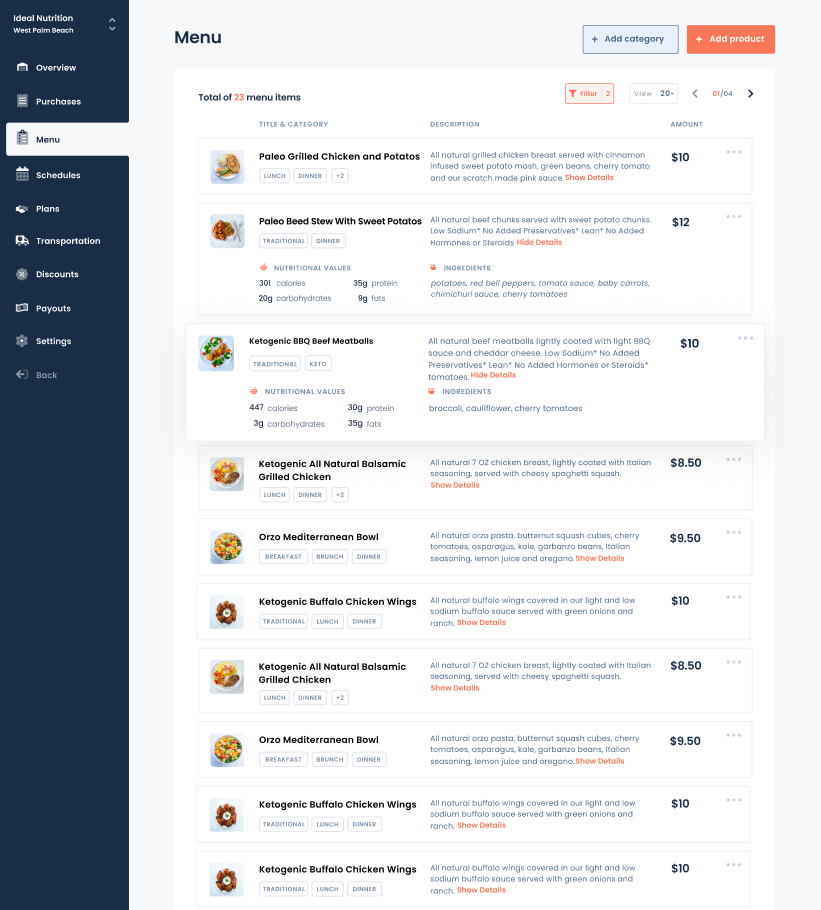 Ideal Nutrition
West Palm Beach
Overview
Purchases
Menu
Schedules
Plans
Transportation
Discounts
Payouts
Settings
Back
Menu
+ Add category
+ Add product
Total of 23 menu items
Filter 2
View 20-
01/04
TITLE & CATEGORY DESCRIPTION AMOUNT
Paleo Grilled Chicken and Potatos
LUNCH DINNER +2
All natural grilled chicken breast served with cinnamon
infused sweet potato mash, green beans, cherry tomato
and our scratch made pink sauce. Show Details
$10
Paleo Beed Stew With Sweet Potatos
TRADITIONAL DINNER
All natural beef chunks served with sweet potato chunks.
Low Sodium* No Added Preservatives* Lean* No Added
Hormones or Steroids Hide Details
$12
NUTRITIONAL VALUES
301 calories 35g protein
20g carbohydrates 9g fats
INGREDIENTS
potatoes, red bell peppers, tomato sauce, baby carrots,
chimichuri sauce, cherry tomatoes
Ketogenic BBQ Beef Meatballs
TRADITIONAL KETO
All natural beef meatballs lightly coated with light BBQ
sauce and cheddar cheese. Low Sodium* No Added
Preservatives* Lean* No Added Hormones or Steroids*
tomatoes. Hide Details
$10
NUTRITIONAL VALUES
447 calories 30g protein
3g carbohydrates 35g fats
INGREDIENTS
broccoli, cauliflower, cherry tomatoes
Ketogenic All Natural Balsamic
Grilled Chicken
LUNCH DINNER +2
All natural 7 OZ chicken breast, lightly coated with Italian
seasoning, served with cheesy spaghetti squash.
Show Details
$8.50
Orzo Mediterranean Bowl
BREAKFAST BRUNCH DINNER
All natural orzo pasta, butternut squash cubes, cherry
tomatoes, asparagus, kale, garbanzo beans, Italian
seasoning, lemon juice and oregano. Show Details
$9.50
Ketogenic Buffalo Chicken Wings
TRADITIONAL LUNCH DINNER
All natural buffalo wings covered in our light and low
sodium buffalo sauce served with green onions and
ranch. Show Details
$10
Ketogenic All Natural Balsamic
Grilled Chicken
LUNCH DINNER +2
All natural 7 OZ chicken breast, lightly coated with Italian
seasoning, served with cheesy spaghetti squash.
Show Details
$8.50
Orzo Mediterranean Bowl
BREAKFAST BRUNCH DINNER
All natural orzo pasta, butternut squash cubes, cherry
tomatoes, asparagus, kale, garbanzo beans, Italian
seasoning, lemon juice and oregano. Show Details
$9.50
Ketogenic Buffalo Chicken Wings
TRADITIONAL LUNCH DINNER
All natural buffalo wings covered in our light and low
sodium buffalo sauce served with green onions and
ranch. Show Details
$10
Ketogenic Buffalo Chicken Wings
TRADITIONAL LUNCH DINNER
All natural buffalo wings covered in our light and low
sodium buffalo sauce served with green onions and
ranch. Show Details
$10